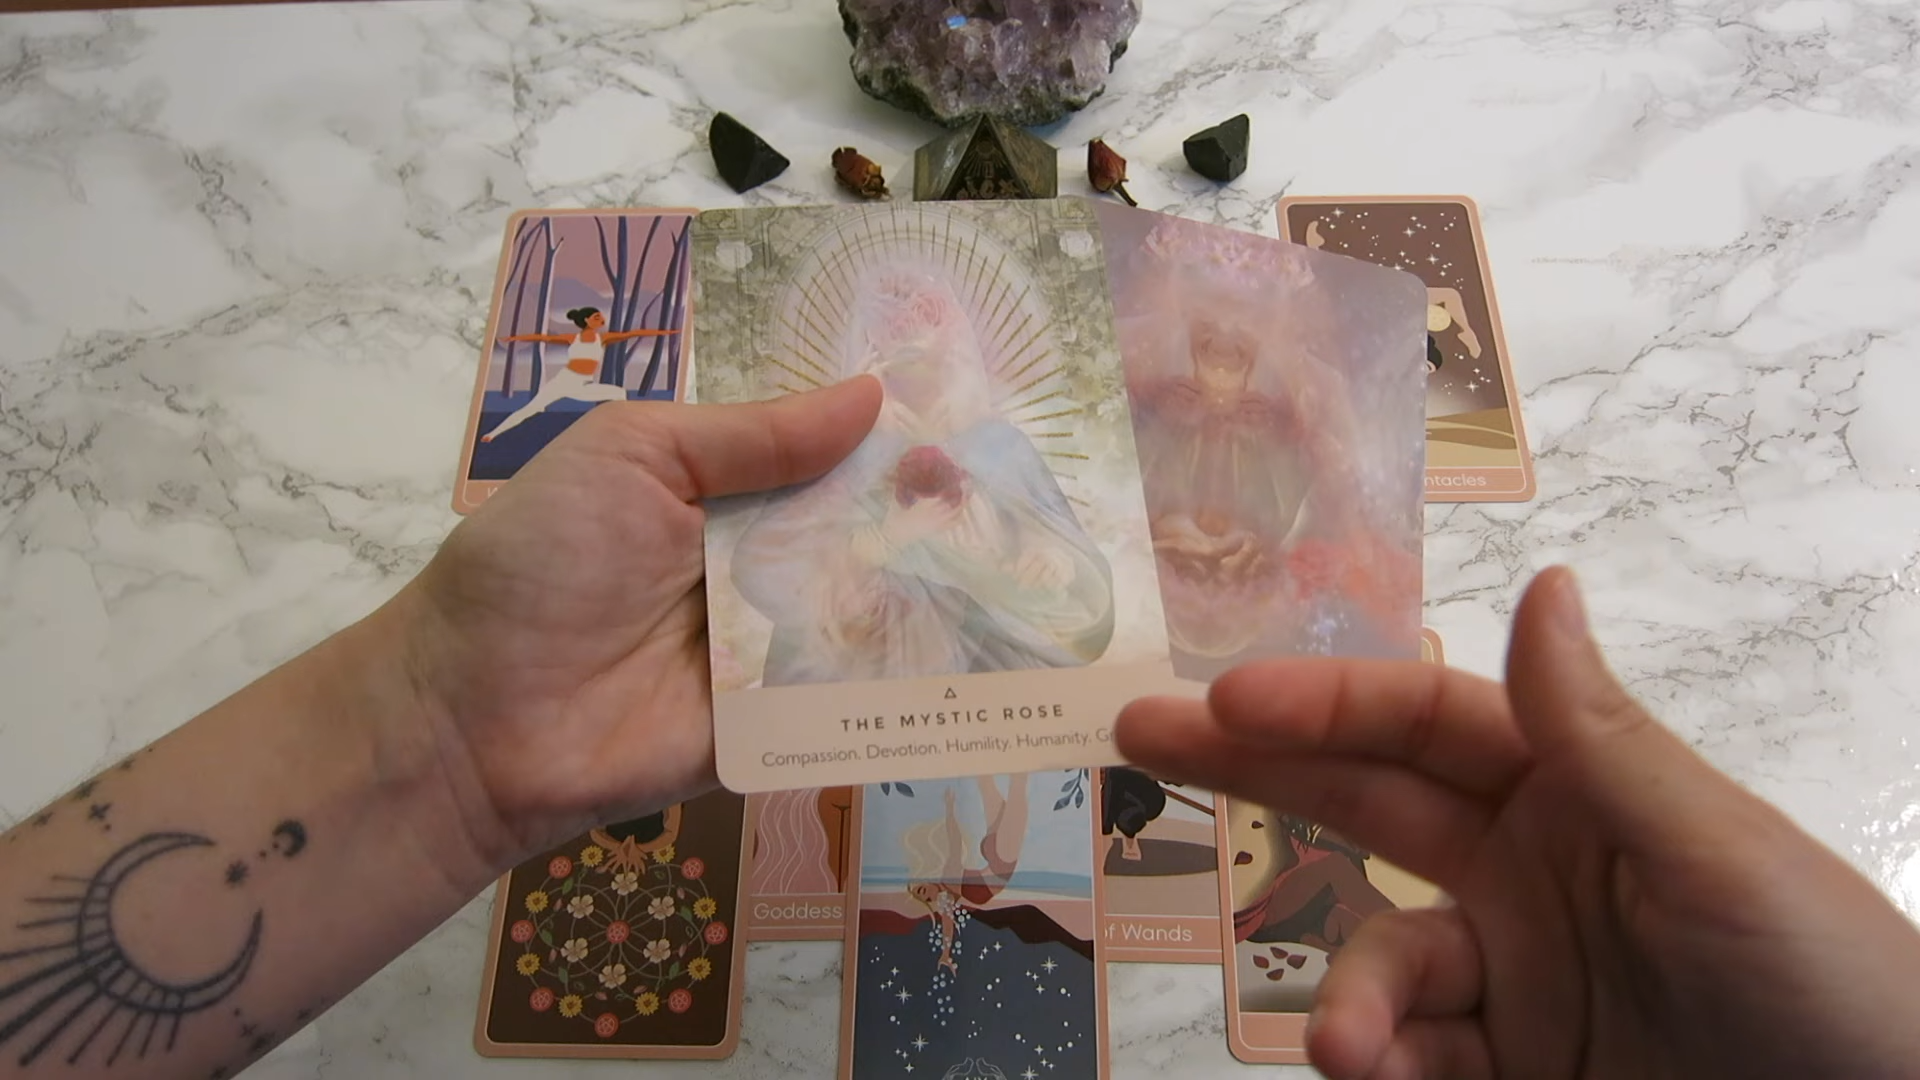 ntacles
THE MYSTIC ROSE
Compassion, Devotion, Humility, Humanity, G
Goddess
of Wands